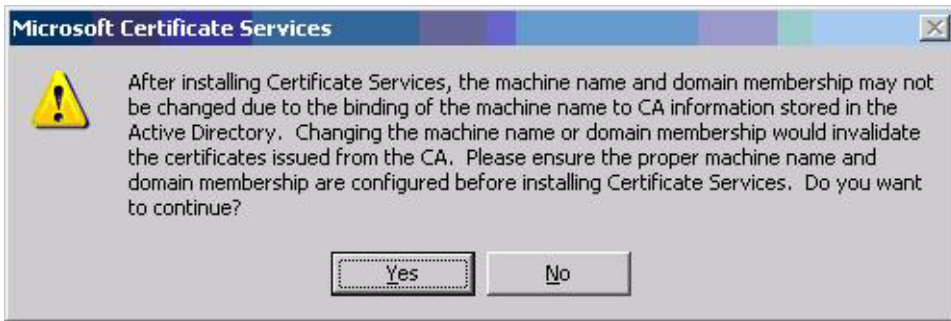 Microsoft Certificate Services
After installing Certificate Services, the machine name and domain membership may not
be changed due to the binding of the machine name to CA information stored in the
Active Directory.  Changing the machine name or domain membership would invalidate
the certificates issued from the CA.  Please ensure the proper machine name and
domain membership are configured before installing Certificate Services.  Do you want
to continue?
Yes No